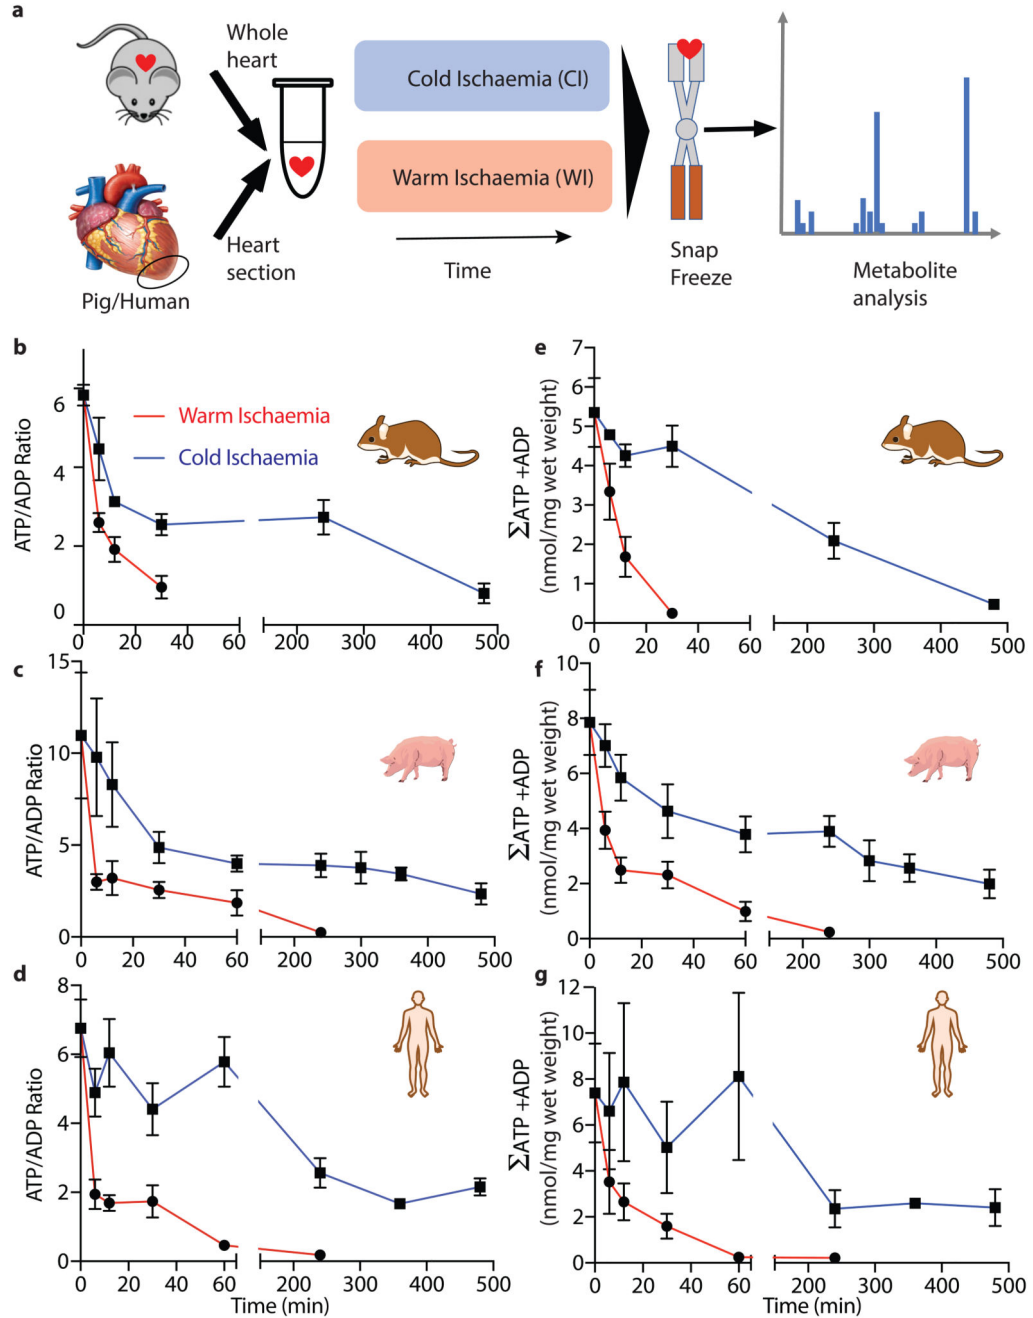 a
Whole
heart
Heart
section
Pig/Human
Cold Ischaemia (CI)
Warm Ischaemia (WI)
Time
Snap
Freeze
Metabolite
analysis
b
ATP/ADP Ratio
6
4
2
0
Warm Ischaemia
Cold Ischaemia
0 20 40 60 200 300 400 500
e
ΣATP +ADP
(nmol/mg wet weight)
7
6
5
4
3
2
1
0
0 20 40 60 200 300 400 500
c
ATP/ADP Ratio
15
10
5
0
0 20 40 60 200 300 400 500
f
ΣATP +ADP
(nmol/mg wet weight)
10
8
6
4
2
0
0 20 40 60 200 300 400 500
d
ATP/ADP Ratio
8
6
4
2
0
0 20 40 60 200 300 400 500
Time (min)
g
ΣATP +ADP
(nmol/mg wet weight)
12
10
8
6
4
2
0
0 20 40 60 200 300 400 500
Time (min)